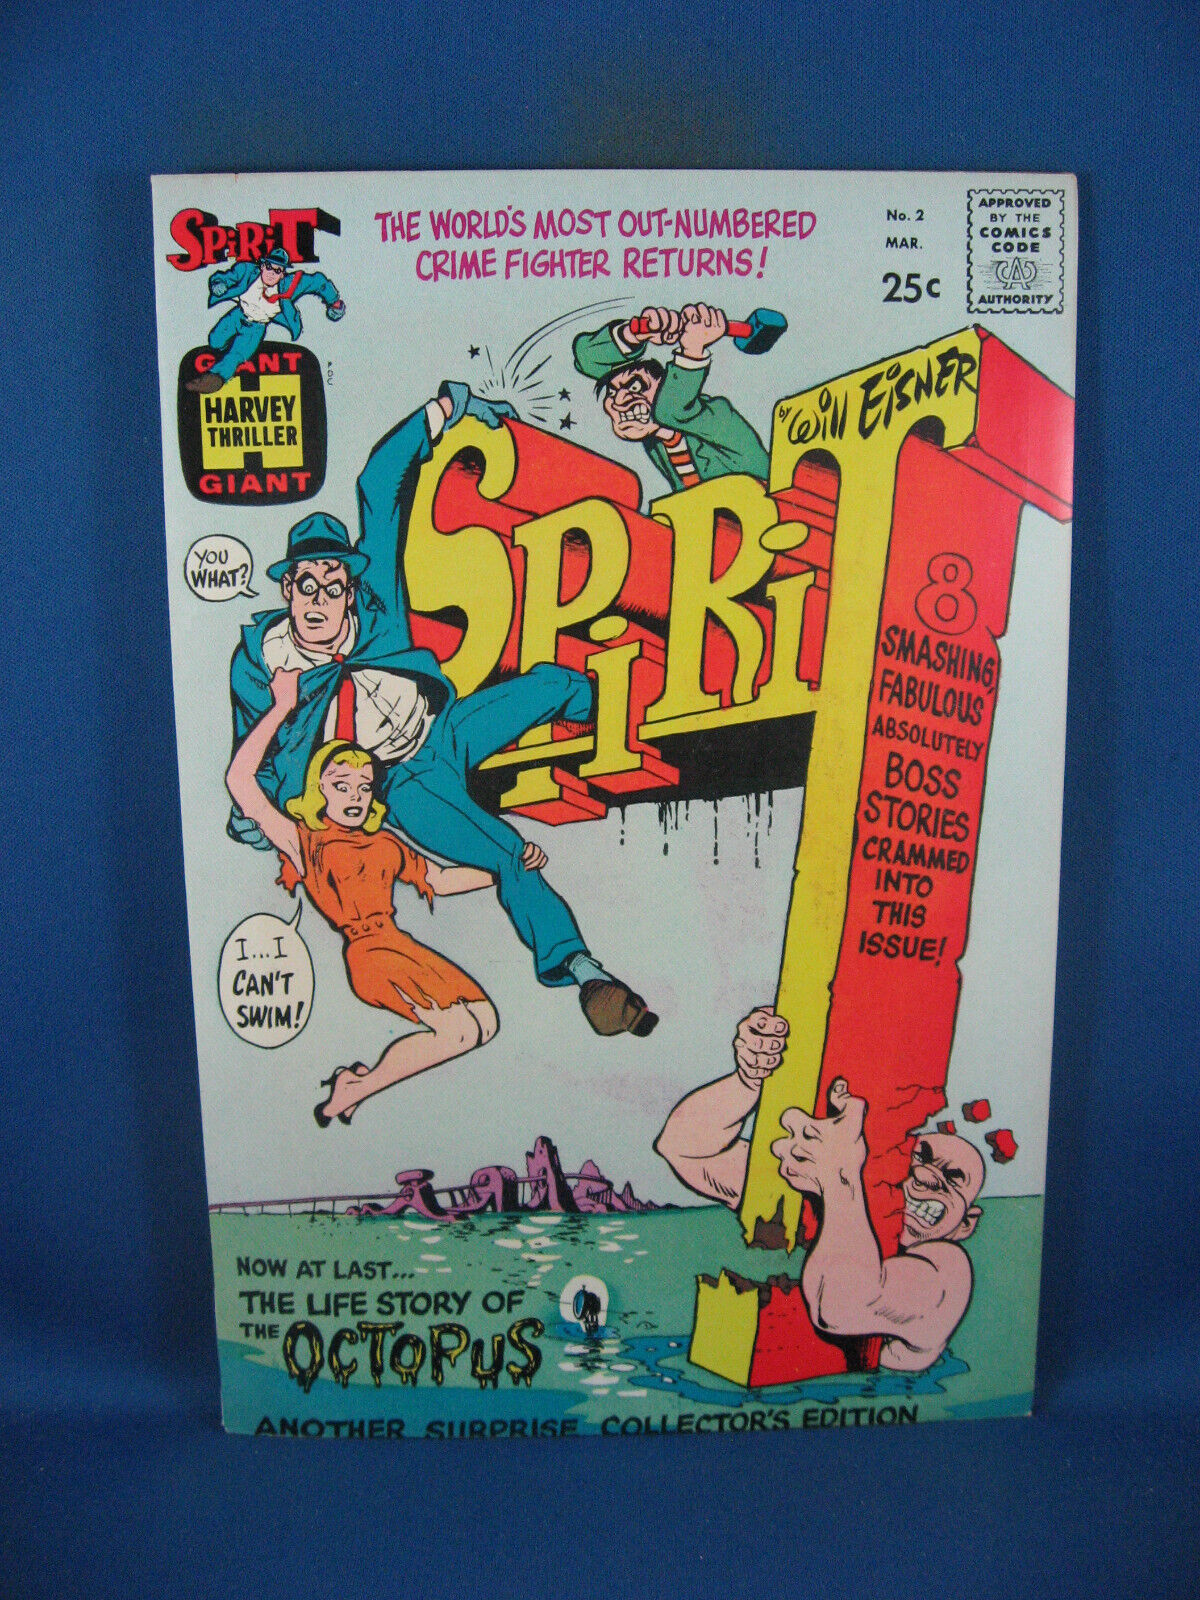 SPiRiT
GIANT
H
HARVEY
THRILLER
GIANT
THE WORLD'S MOST OUT-NUMBERED
CRIME FIGHTER RETURNS!
No. 2
MAR.
25c
APPROVED
BY THE
COMICS
CODE
AUTHORITY
by Will EiSNER
SPiRiT
YOU
WHAT?
I...I
CAN'T
SWIM!
8
SMASHING,
FABULOUS
ABSOLUTELY
BOSS
STORIES
CRAMMED
INTO
THIS
ISSUE!
NOW AT LAST...
THE LIFE STORY OF
THE OCTOPUS
ANOTHER SURPRISE COLLECTOR'S EDITION